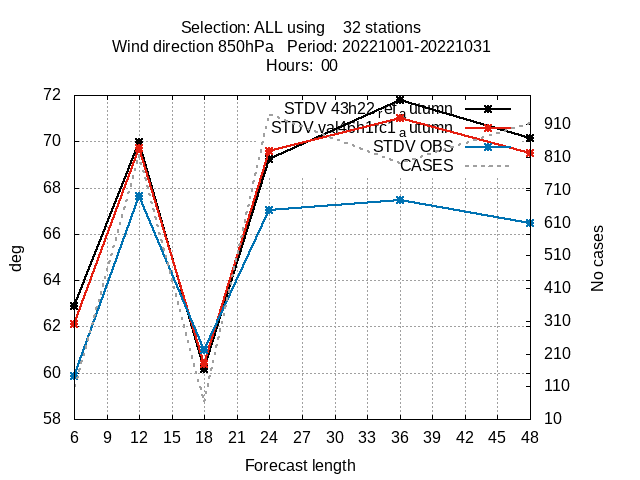 Selection: ALL using    32 stations
Wind direction 850hPa   Period: 20221001-20221031
Hours:  00
72
70
68
66
64
62
60
58
deg
STDV 43h22
STDV OBS
CASES
910
810
710
610
510
410
310
210
110
10
No cases
6 9 12 15 18 21 24 27 30 33 36 39 42 45 48
Forecast length